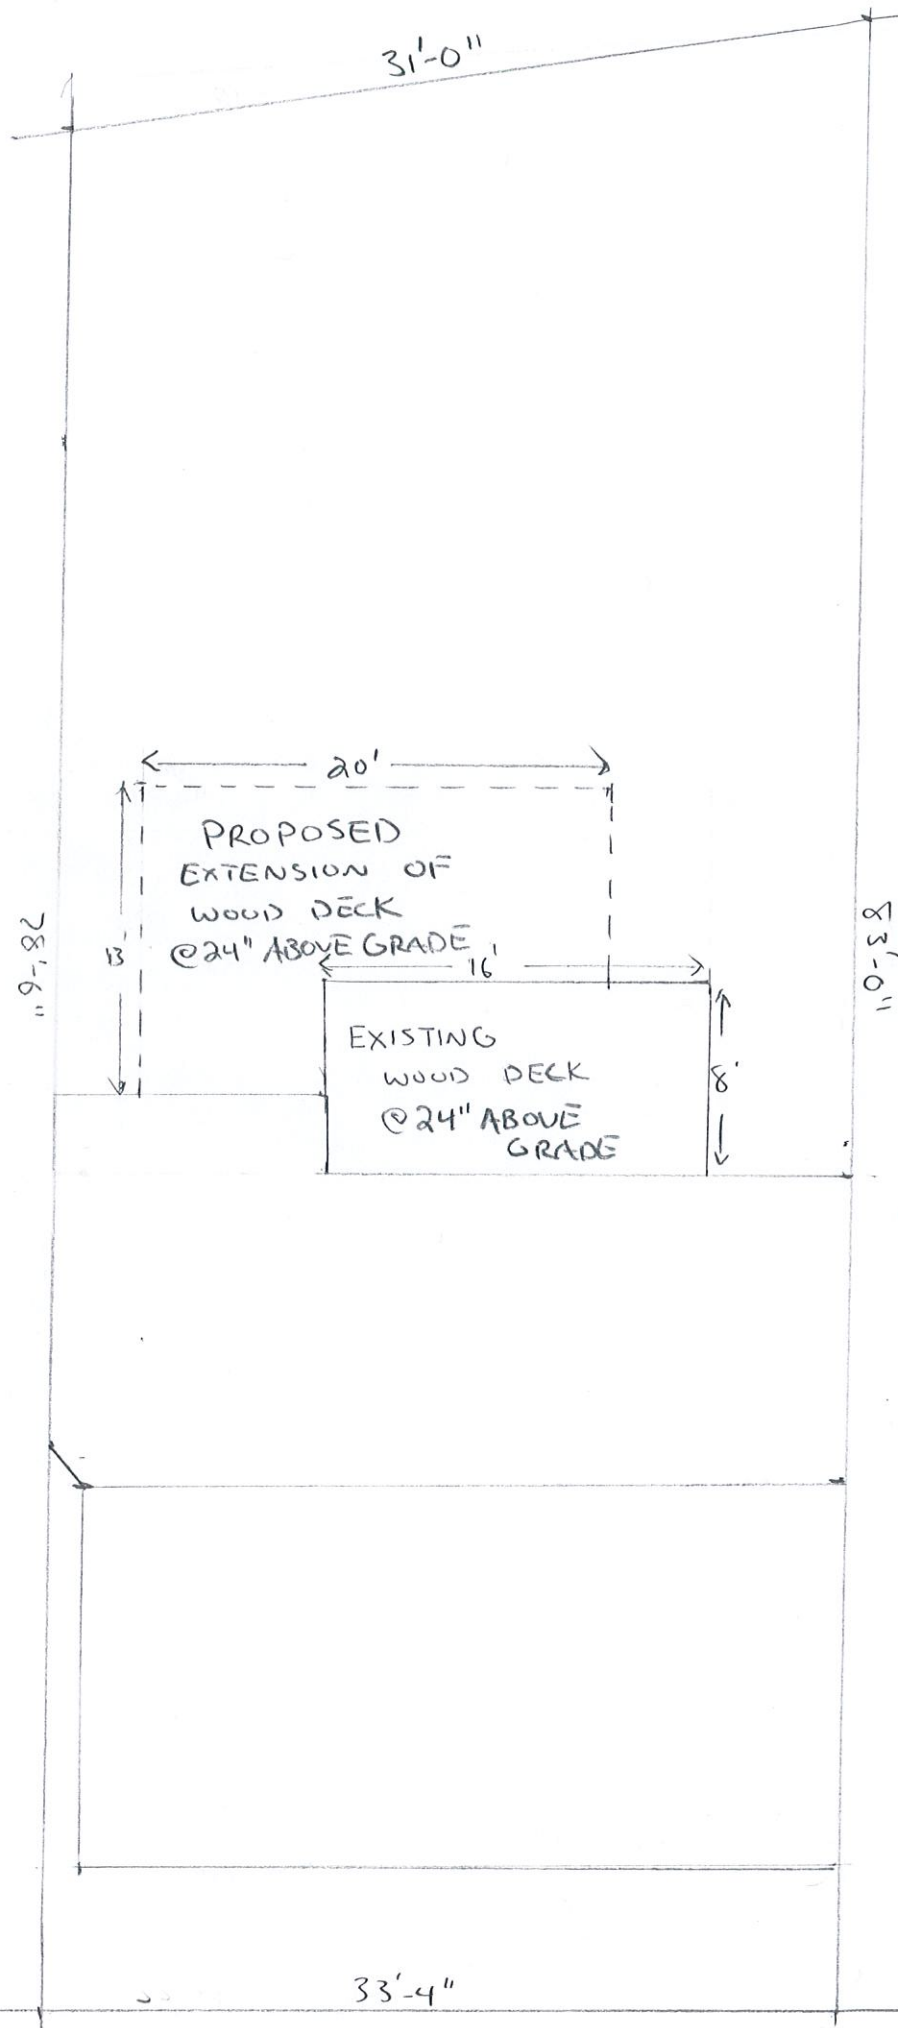 31'-0"
20'
PROPOSED
EXTENSION OF
WOOD DECK
@24" ABOVE GRADE
13'
16'
78'-6"
83'-0"
EXISTING
WOOD DECK
@24" ABOVE
GRADE
8'
33'-4"